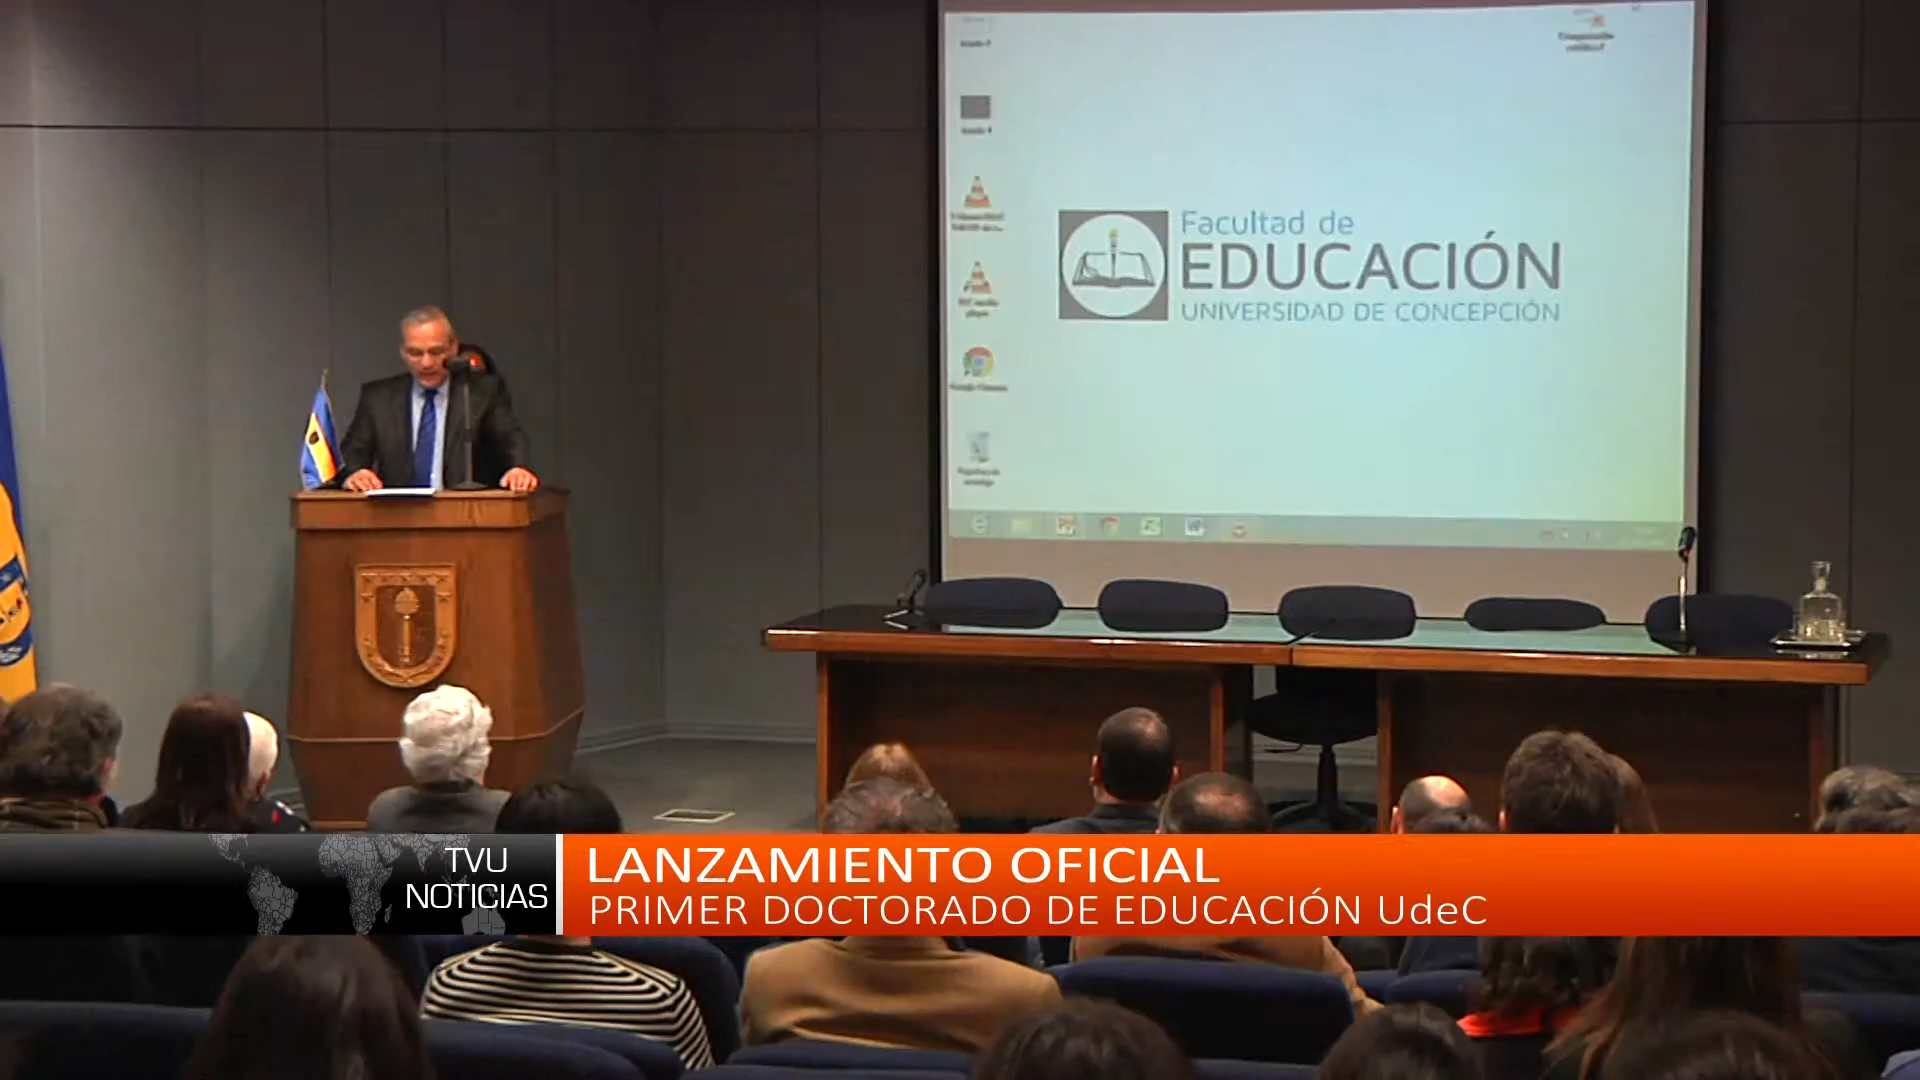 Facultad de
EDUCACIÓN
UNIVERSIDAD DE CONCEPCIÓN
TVU
NOTICIAS
LANZAMIENTO OFICIAL
PRIMER DOCTORADO DE EDUCACIÓN UdeC